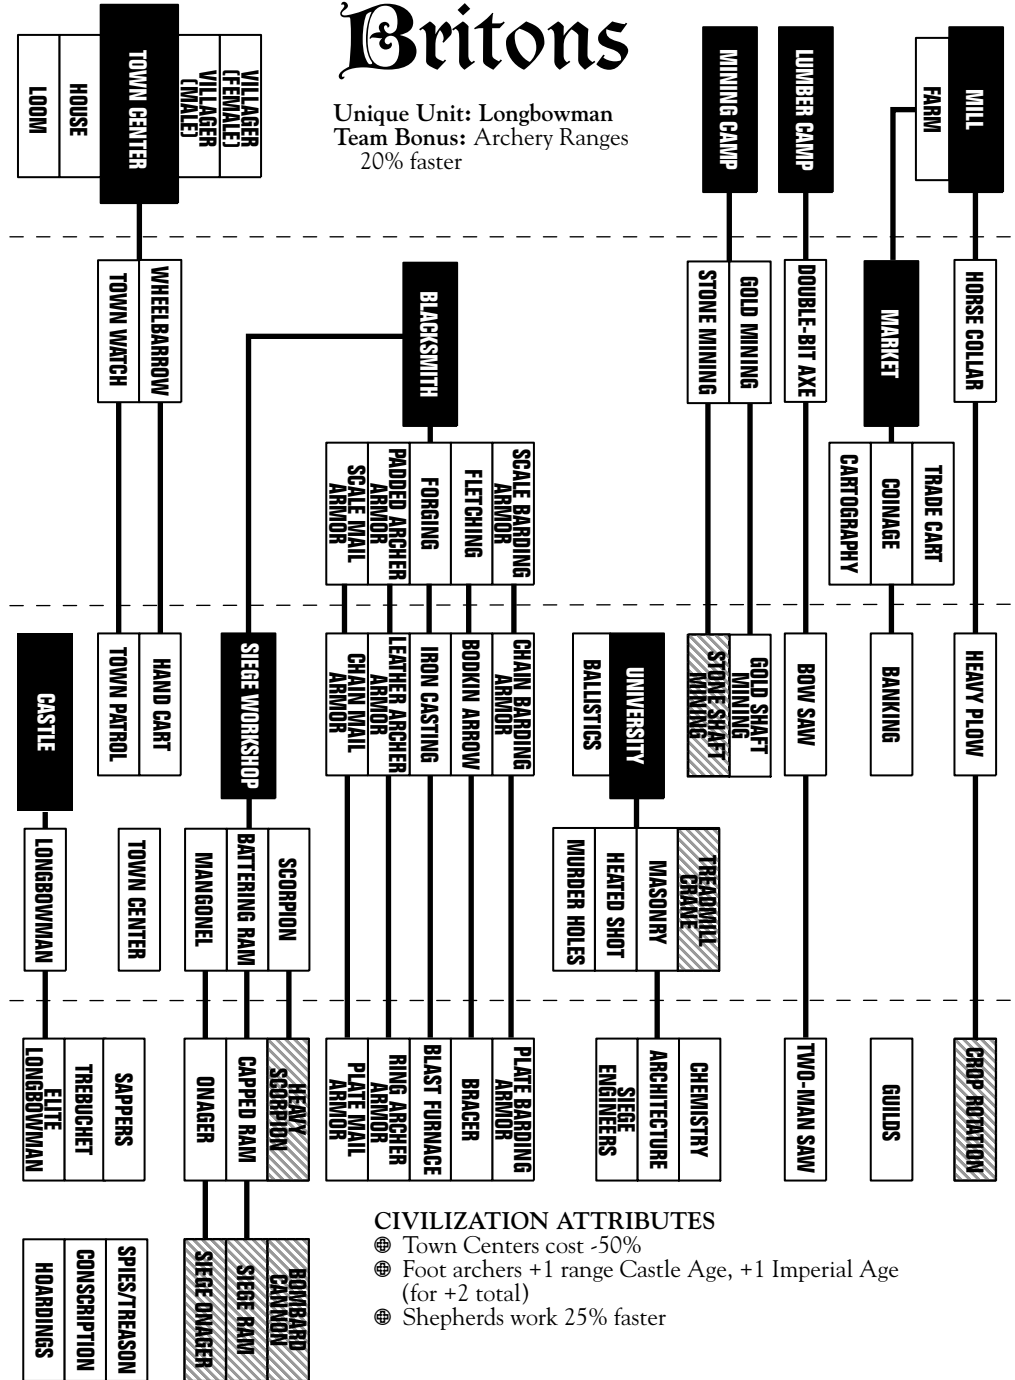 Britons
Unique Unit: Longbowman
Team Bonus: Archery Ranges
20% faster
LOOM
HOUSE
TOWN CENTER
VILLAGER
(MALE)
VILLAGER
(FEMALE)
MINING CAMP
LUMBER CAMP
FARM
MILL
TOWN WATCH
WHEELBARROW
BLACKSMITH
STONE MINING
GOLD MINING
DOUBLE-BIT AXE
MARKET
HORSE COLLAR
SCALE MAIL
ARMOR
PADDED ARCHER
ARMOR
FORGING
FLETCHING
SCALE BARDING
ARMOR
CARTOGRAPHY
COINAGE
TRADE CART
CASTLE
TOWN PATROL
HAND CART
SIEGE WORKSHOP
CHAIN MAIL
ARMOR
LEATHER ARCHER
ARMOR
IRON CASTING
BODKIN ARROW
CHAIN BARDING
ARMOR
BALLISTICS
UNIVERSITY
STONE SHAFT
MINING
GOLD SHAFT
MINING
BOW SAW
BANKING
HEAVY PLOW
LONGBOWMAN
TOWN CENTER
MANGONEL
BATTERING RAM
SCORPION
MURDER HOLES
HEATED SHOT
MASONRY
TREADMILL
CRANE
ELITE
LONGBOWMAN
TREBUCHET
SAPPERS
ONAGER
CAPPED RAM
HEAVY
SCORPION
PLATE MAIL
ARMOR
RING ARCHER
ARMOR
BLAST FURNACE
BRACER
PLATE BARDING
ARMOR
SIEGE
ENGINEERS
ARCHITECTURE
CHEMISTRY
TWO-MAN SAW
GUILDS
CROP ROTATION
HOARDINGS
CONSCRIPTION
SPIES/TREASON
SIEGE ONAGER
SIEGE RAM
BOMBARD
CANNON
CIVILIZATION ATTRIBUTES
Town Centers cost -50%
Foot archers +1 range Castle Age, +1 Imperial Age
(for +2 total)
Shepherds work 25% faster